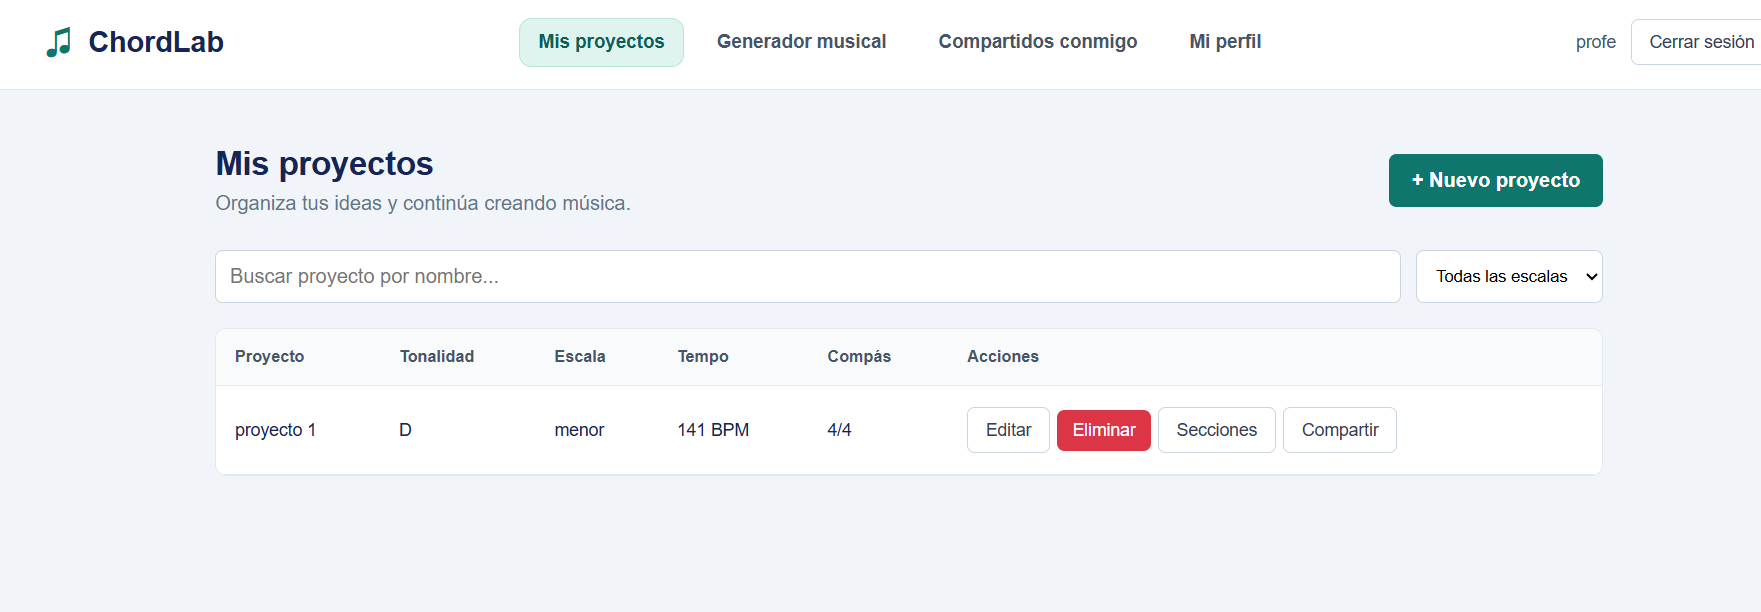 ChordLab
Mis proyectos
Generador musical
Compartidos conmigo
Mi perfil
profe
Cerrar sesión
Mis proyectos
Organiza tus ideas y continúa creando música.
+ Nuevo proyecto
Buscar proyecto por nombre...
Todas las escalas
Proyecto Tonalidad Escala Tempo Compás Acciones
proyecto 1 D menor 141 BPM 4/4 Editar Eliminar Secciones Compartir